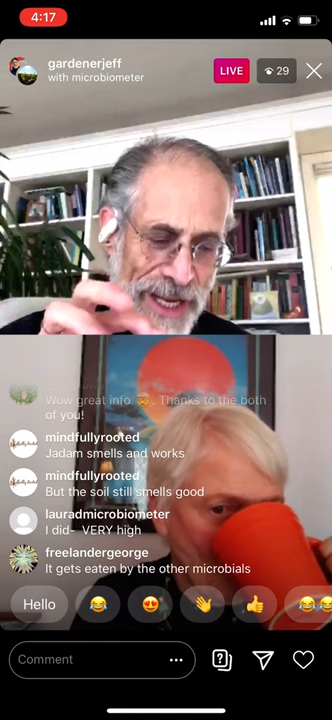 4:17
gardenerjeff
with microbiometer
LIVE
29
Wow great info 🤗. Thanks to the both
of you!
mindfullyrooted
Jadam smells and works
mindfullyrooted
But the soil still smells good
lauradmicrobiometer
I did- VERY high
freelandergeorge
It gets eaten by the other microbials
Hello
Comment